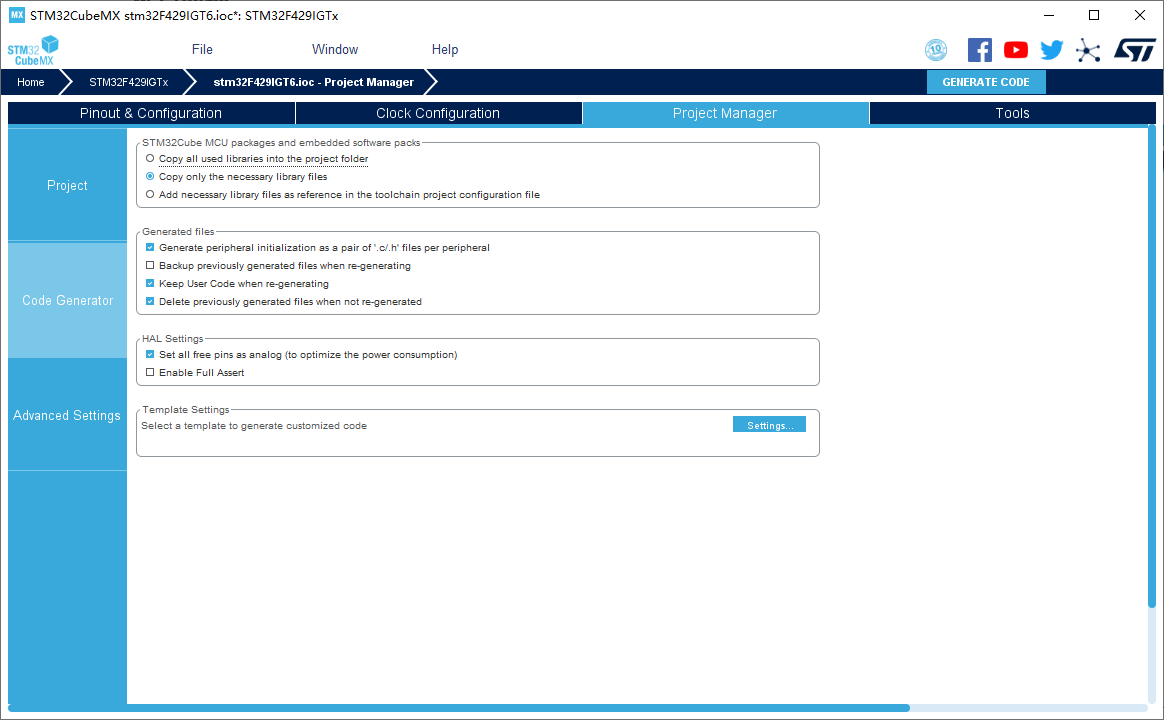 MX STM32CubeMX stm32F429IGT6.ioc*: STM32F429IGTx
STM32
CubeMX
File Window Help
10
Home STM32F429IGTx stm32F429IGT6.ioc - Project Manager GENERATE CODE
Pinout & Configuration Clock Configuration Project Manager Tools
Project
Code Generator
Advanced Settings
STM32Cube MCU packages and embedded software packs
Copy all used libraries into the project folder
Copy only the necessary library files
Add necessary library files as reference in the toolchain project configuration file
Generated files
Generate peripheral initialization as a pair of '.c/.h' files per peripheral
Backup previously generated files when re-generating
Keep User Code when re-generating
Delete previously generated files when not re-generated
HAL Settings
Set all free pins as analog (to optimize the power consumption)
Enable Full Assert
Template Settings
Select a template to generate customized code Settings...